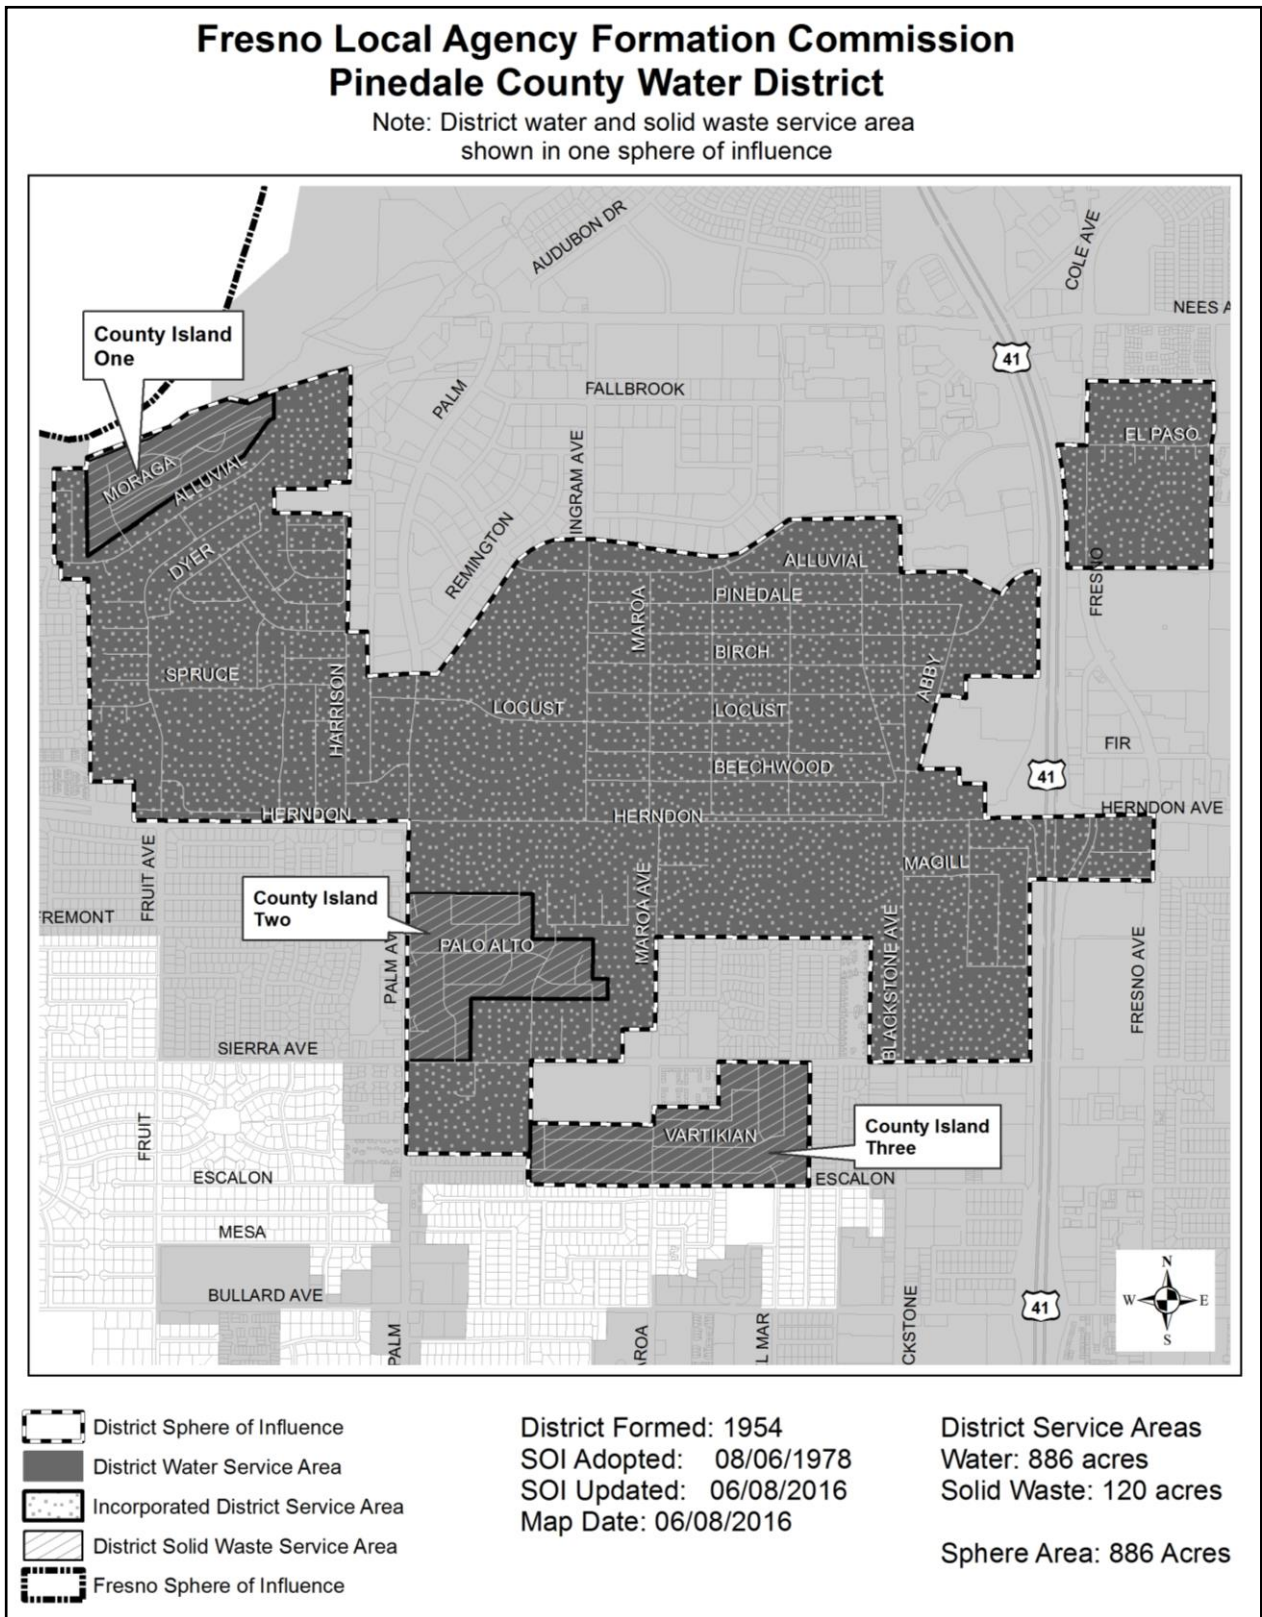 Fresno Local Agency Formation Commission
Pinedale County Water District
Note: District water and solid waste service area
shown in one sphere of influence
AUDUBON DR
COLE AVE
NEES A
County Island
One
41
PALM
FALLBROOK
EL PASO
INGRAM AVE
MORAGA
ALLUVIAL
REMINGTON
DYER
ALLUVIAL
FRESNO
PINEDALE
MAROA
BIRCH
SPRUCE
HARRISON
ABBY
LOCUST
LOCUST
FIR
BEECHWOOD
41
HERNDON
HERNDON
HERNDON AVE
FRUIT AVE
MAGILL
County Island
Two
FREMONT
MAROA AVE
PALO ALTO
PALM AV
BLACKSTONE AVE
FRESNO AVE
SIERRA AVE
FRUIT
VARTIKIAN
County Island
Three
ESCALON
ESCALON
MESA
BULLARD AVE
41
N
W
E
S
PALM
ROA
L MAR
CKSTONE
District Sphere of Influence
District Water Service Area
Incorporated District Service Area
District Solid Waste Service Area
Fresno Sphere of Influence
District Formed: 1954
SOI Adopted: 08/06/1978
SOI Updated: 06/08/2016
Map Date: 06/08/2016
District Service Areas
Water: 886 acres
Solid Waste: 120 acres
Sphere Area: 886 Acres